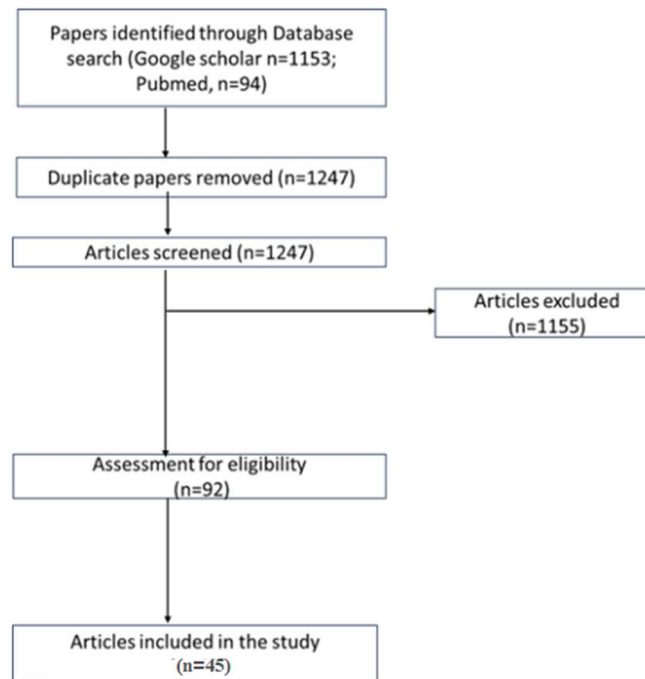 Papers identified through Database
search (Google scholar n=1153;
Pubmed, n=94)
Duplicate papers removed (n=1247)
Articles screened (n=1247)
Articles excluded
(n=1155)
Assessment for eligibility
(n=92)
Articles included in the study
(n=45)